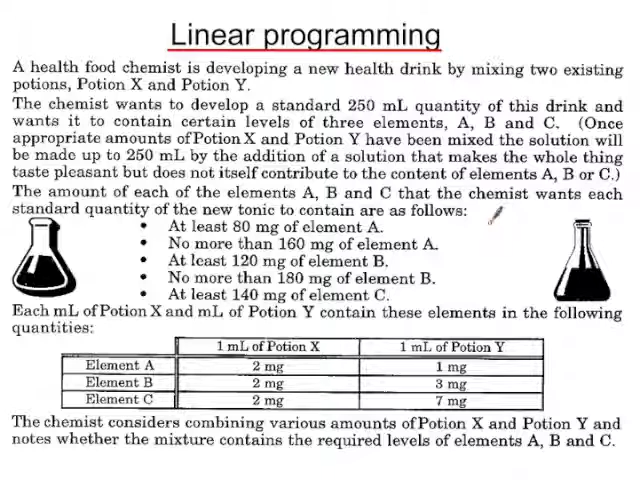 Linear programming
A health food chemist is developing a new health drink by mixing two existing
potions, Potion X and Potion Y.
The chemist wants to develop a standard 250 mL quantity of this drink and
wants it to contain certain levels of three elements, A, B and C. (Once
appropriate amounts of Potion X and Potion Y have been mixed the solution will
be made up to 250 mL by the addition of a solution that makes the whole thing
taste pleasant but does not itself contribute to the content of elements A, B or C.)
The amount of each of the elements A, B and C that the chemist wants each
standard quantity of the new tonic to contain are as follows:
• At least 80 mg of element A.
• No more than 160 mg of element A.
• At least 120 mg of element B.
• No more than 180 mg of element B.
• At least 140 mg of element C.
Each mL of Potion X and mL of Potion Y contain these elements in the following
quantities:
1 mL of Potion X 1 mL of Potion Y
Element A 2 mg 1 mg
Element B 2 mg 3 mg
Element C 2 mg 7 mg
The chemist considers combining various amounts of Potion X and Potion Y and
notes whether the mixture contains the required levels of elements A, B and C.